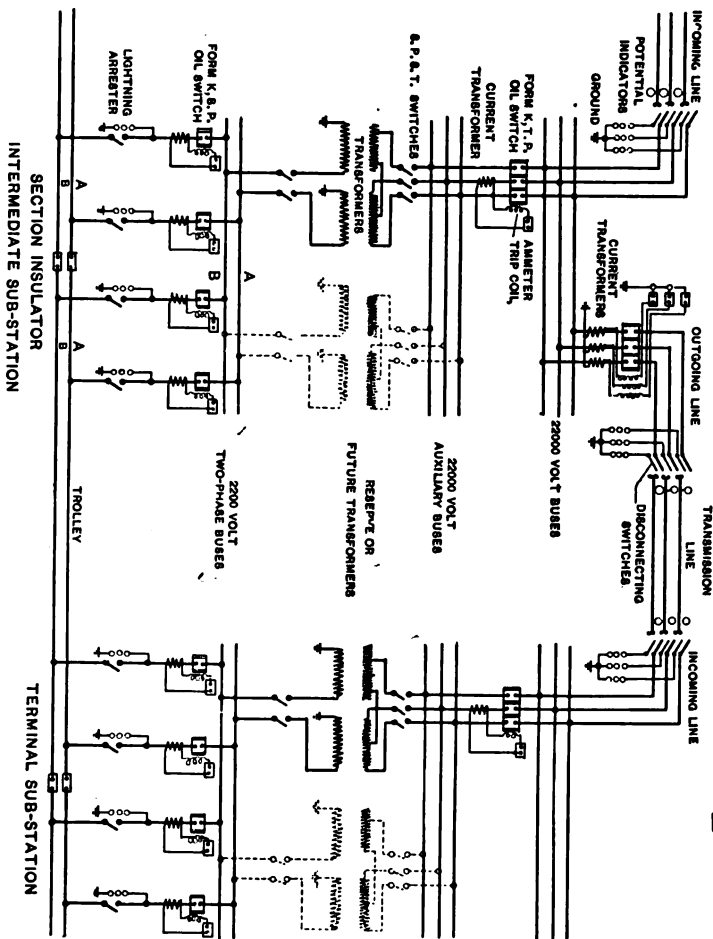 INCOMING LINE
POTENTIAL
INDICATORS
GROUND
FORM K, T. P.
OIL SWITCH
CURRENT
TRANSFORMER
AMMETER
TRIP COIL,
S. P. S. T. SWITCHES
TRANSFORMERS
A
B
FORM K, S. P.
OIL SWITCH
LIGHTNING
ARRESTER
A
B
A
B
SECTION INSULATOR
INTERMEDIATE SUB-STATION
CURRENT
TRANSFORMERS
OUTGOING LINE
22000 VOLT BUSES
22000 VOLT
AUXILIARY BUSES
RESERVE OR
FUTURE TRANSFORMERS
2200 VOLT
TWO-PHASE BUSES
TROLLEY
DISCONNECTING
SWITCHES
TRANSMISSION
LINE
INCOMING LINE
TERMINAL SUB-STATION